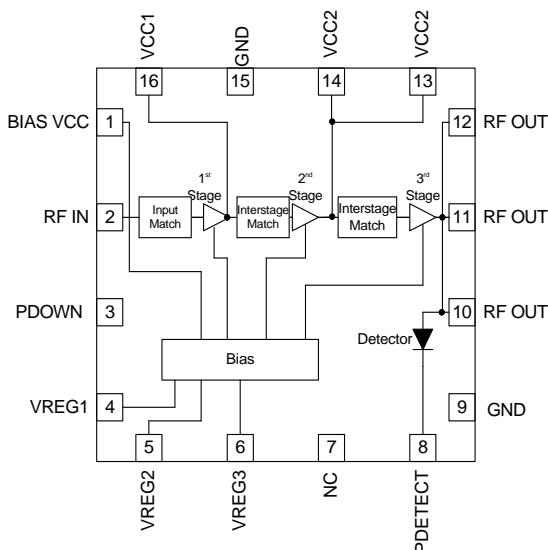 VCC1
GND
VCC2
VCC2
16
15
14
13
BIAS VCC
1
12
RF OUT
1st
Stage
2nd
Stage
3rd
Stage
RF IN
2
Input
Match
Interstage
Match
Interstage
Match
11
RF OUT
PDOWN
3
10
RF OUT
Detector
Bias
VREG1
4
9
GND
5
6
7
8
VREG2
VREG3
NC
PDETECT